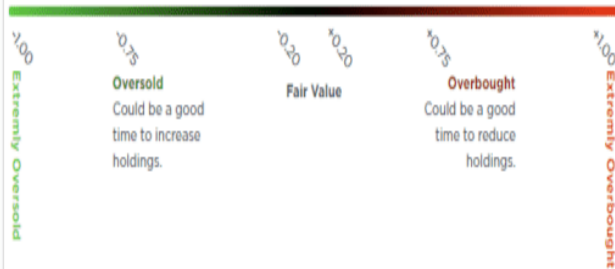 -1.00
-0.75
-0.20
+0.20
+0.75
+1.00
Extremly Oversold
Oversold
Could be a good
time to increase
holdings.
Fair Value
Overbought
Could be a good
time to reduce
holdings.
Extremly Overbought